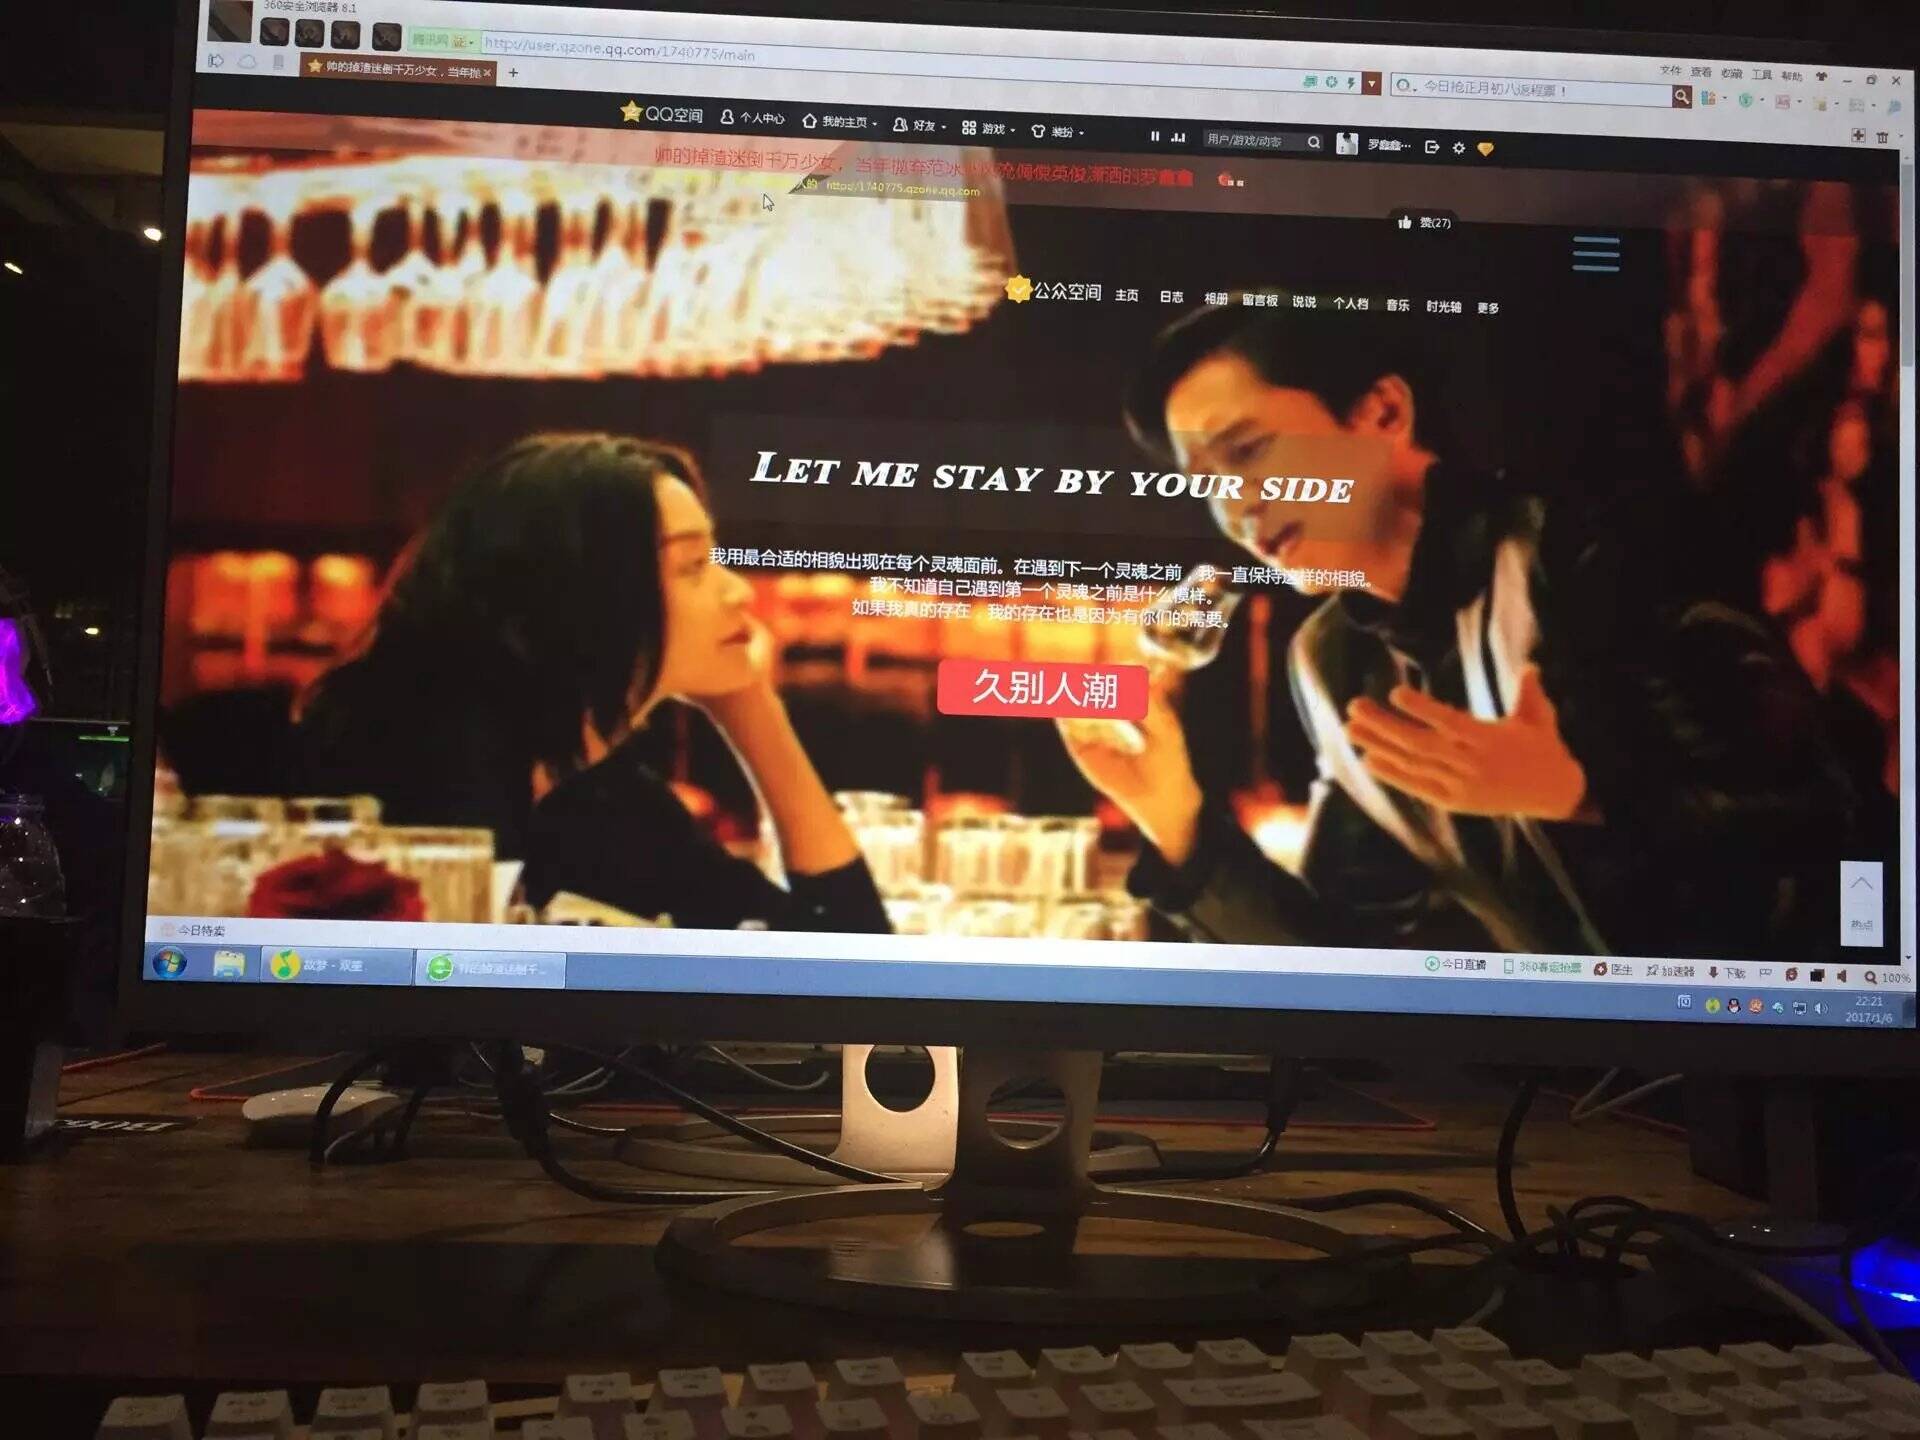 360安全浏览器 8.1
腾讯网 证 http://user.qzone.qq.com/1740775/main
文件 查看 收藏 工具 帮助
帅的掉渣迷倒千万少女，当年抛
今日抢正月初八返程票！
QQ空间 个人中心 我的主页 好友 游戏 装扮 用户/游戏/动态 罗鑫鑫…
帅的掉渣迷倒千万少女，当年抛弃范冰 倜傥英俊潇洒的罗鑫鑫
人的 http://1740775.qzone.qq.com
赞(27)
公众空间 主页 日志 相册 留言板 说说 个人档 音乐 时光轴 更多
LET ME STAY BY YOUR SIDE
我用最合适的相貌出现在每个灵魂面前。在遇到下一个灵魂之前，我一直保持这样的相貌。
我不知道自己遇到第一个灵魂之前是什么模样。
如果我真的存在，我的存在也是因为有你们的需要。
久别人潮
热点
今日特卖
今日直播 360春运抢票 医生 加速器 下载 100%
故梦 - 双笙
帅的掉渣迷倒千…
22:21
2017/1/6